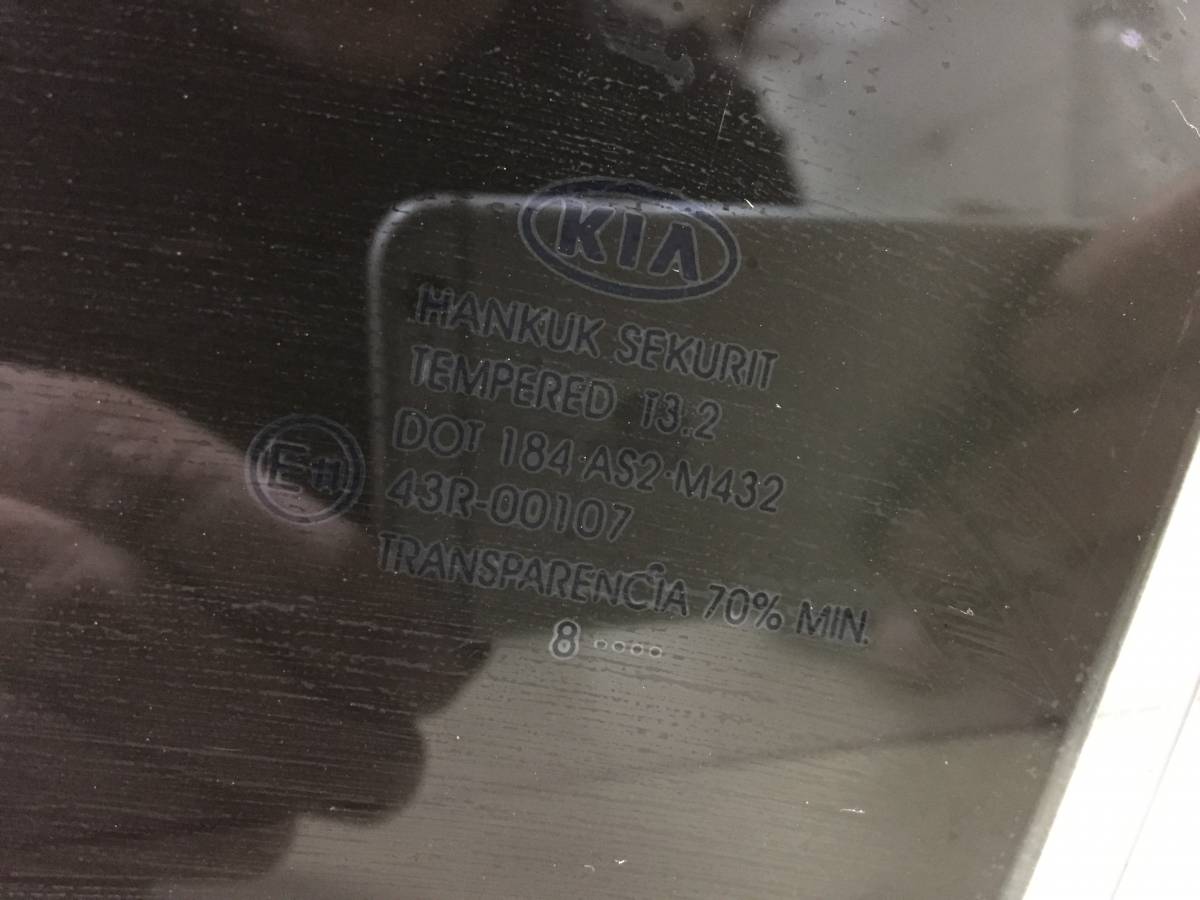 KIA
HANKUK SEKURIT
TEMPERED T3.2
DOT 184 AS2·M432
E11
43R-00107
TRANSPARENCIA 70% MIN.
8 ····